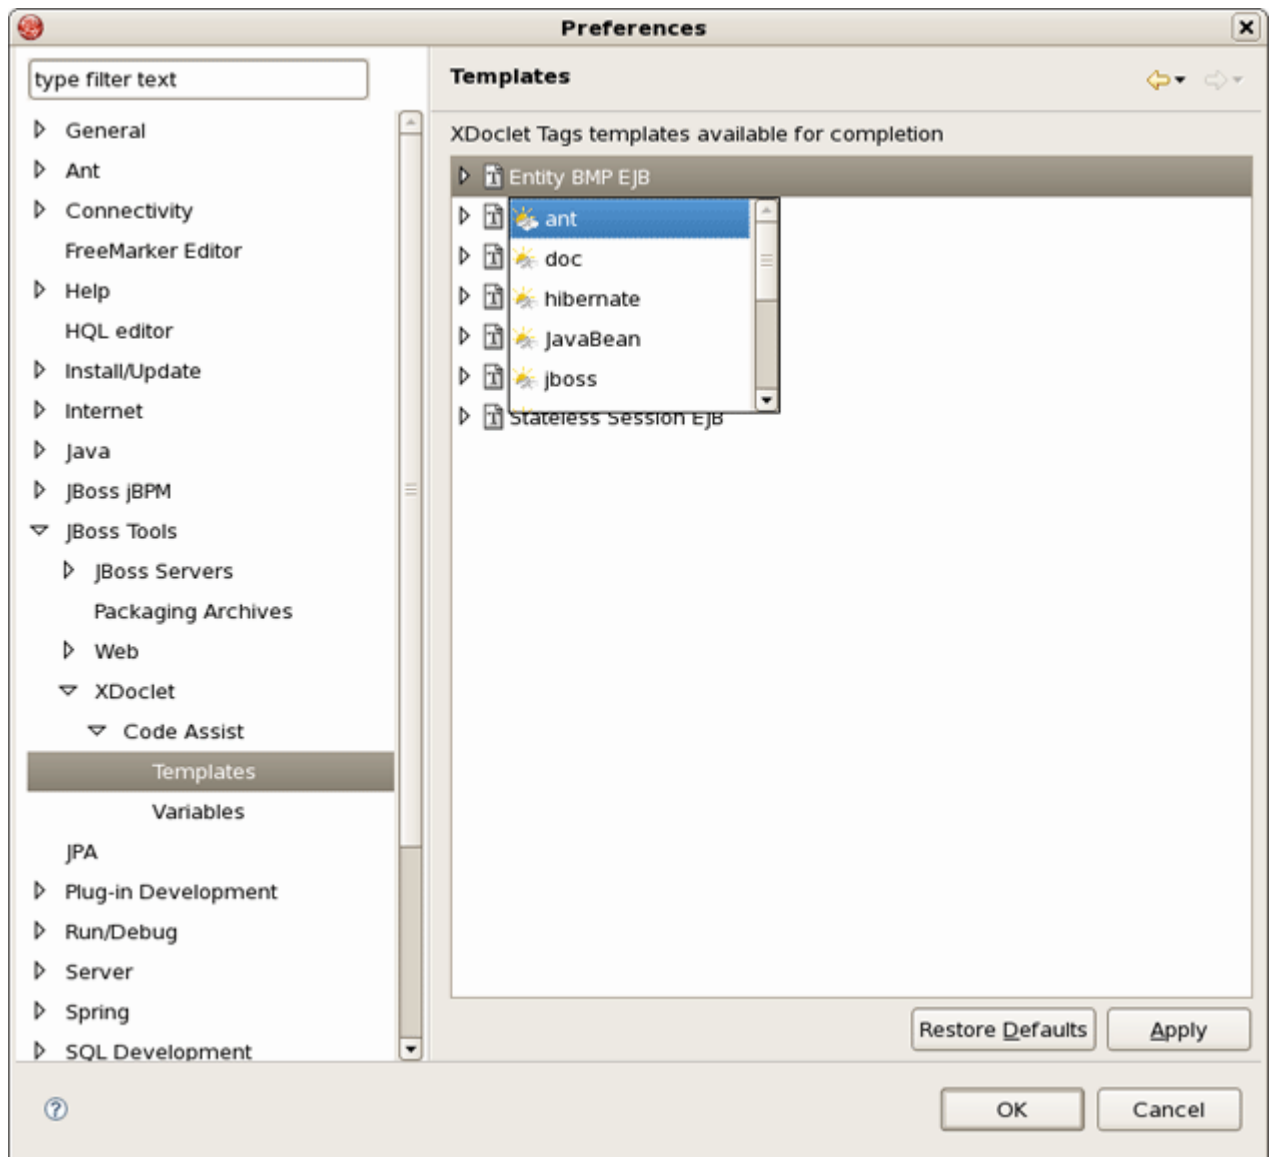 Preferences
type filter text
General
Ant
Connectivity
FreeMarker Editor
Help
HQL editor
Install/Update
Internet
Java
JBoss jBPM
JBoss Tools
JBoss Servers
Packaging Archives
Web
XDoclet
Code Assist
Templates
Variables
JPA
Plug-in Development
Run/Debug
Server
Spring
SQL Development
Templates
XDoclet Tags templates available for completion
Entity BMP EJB
ant
doc
hibernate
JavaBean
jboss
Stateless Session EJB
Restore Defaults
Apply
OK
Cancel